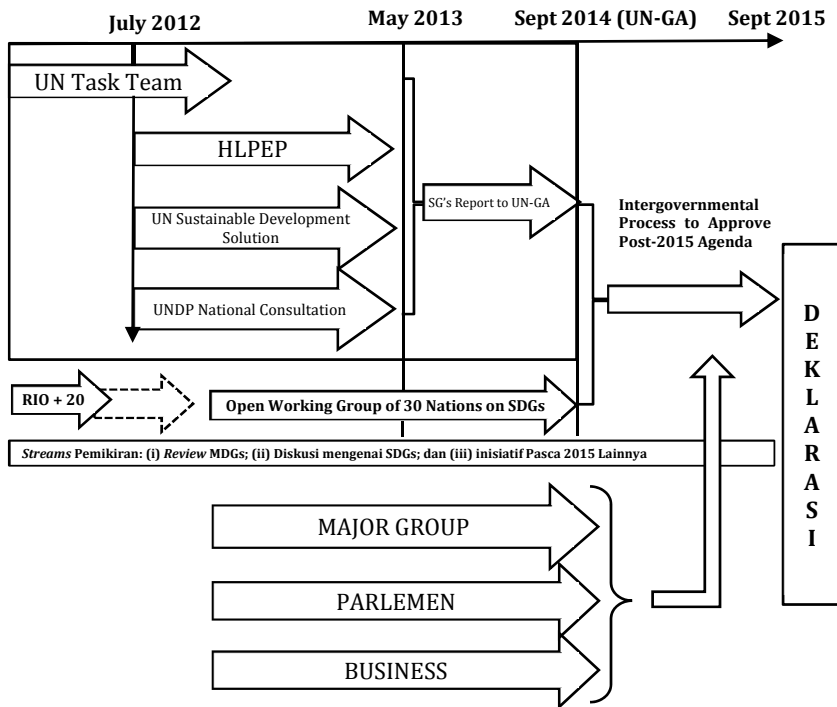 July 2012 May 2013 Sept 2014 (UN-GA) Sept 2015
UN Task Team
HLPEP
SG's Report to UN-GA
UN Sustainable Development
Solution
UNDP National Consultation
Intergovernmental
Process to Approve
Post-2015 Agenda
RIO + 20
Open Working Group of 30 Nations on SDGs
Streams Pemikiran: (i) Review MDGs; (ii) Diskusi mengenai SDGs; dan (iii) inisiatif Pasca 2015 Lainnya
MAJOR GROUP
PARLEMEN
BUSINESS
D
E
K
L
A
R
A
S
I